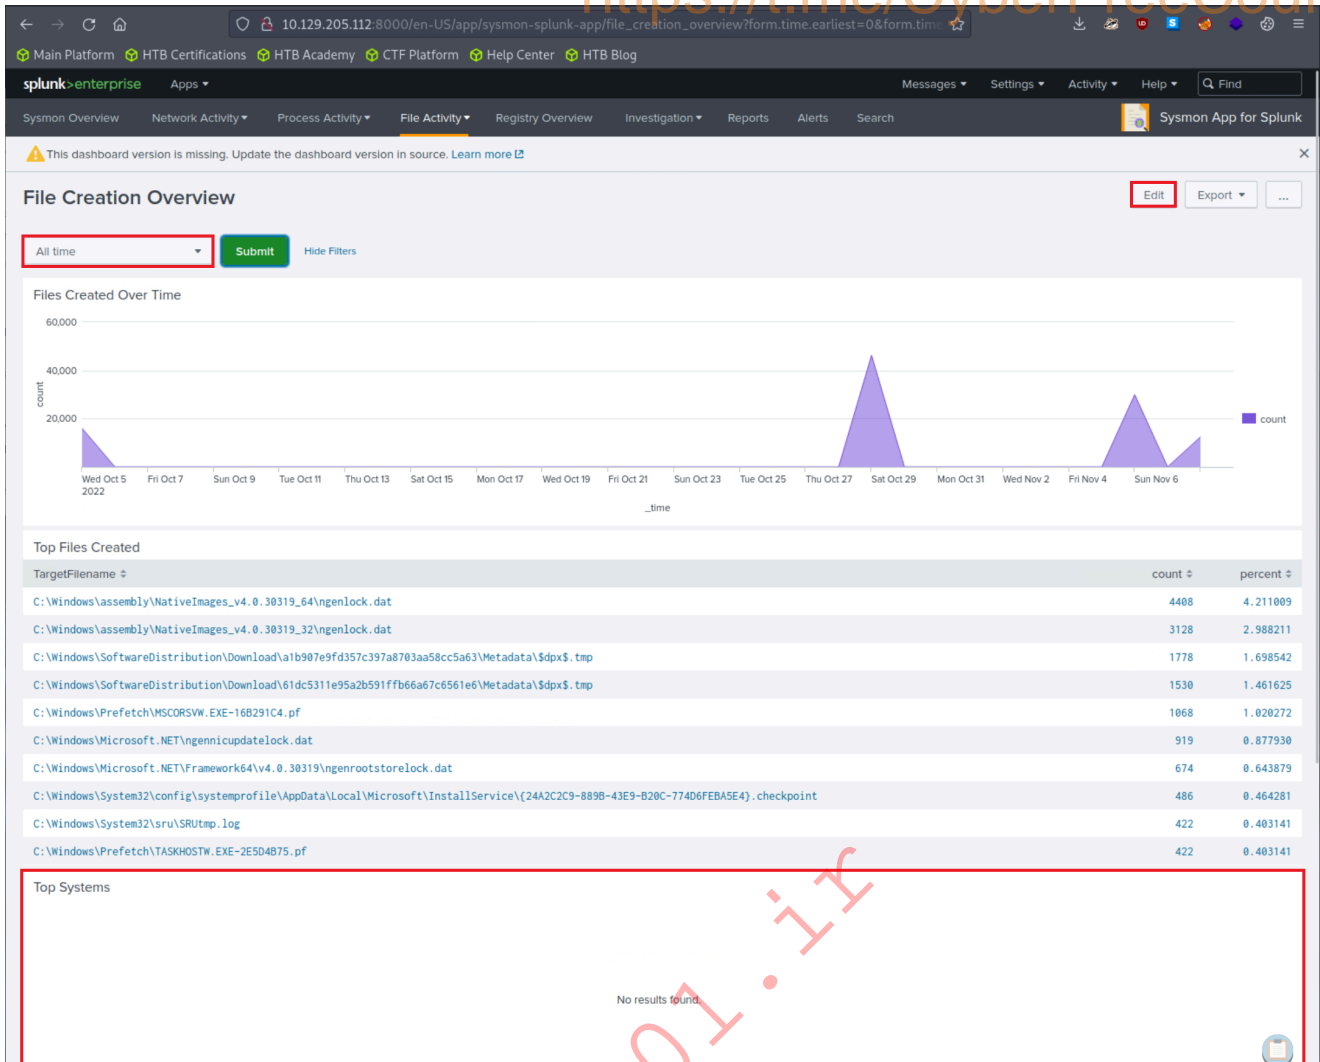 https://t.me/CyberFreeCour
10.129.205.112:8000/en-US/app/sysmon-splunk-app/file_creation_overview?form.time.earliest=0&form.time
Main Platform HTB Certifications HTB Academy CTF Platform Help Center HTB Blog
splunk>enterprise Apps Messages Settings Activity Help Find
Sysmon Overview Network Activity Process Activity File Activity Registry Overview Investigation Reports Alerts Search Sysmon App for Splunk
This dashboard version is missing. Update the dashboard version in source. Learn more
File Creation Overview Edit Export ...
All time Submit Hide Filters
Files Created Over Time
60,000
40,000
20,000
count
count
Wed Oct 5 Fri Oct 7 Sun Oct 9 Tue Oct 11 Thu Oct 13 Sat Oct 15 Mon Oct 17 Wed Oct 19 Fri Oct 21 Sun Oct 23 Tue Oct 25 Thu Oct 27 Sat Oct 29 Mon Oct 31 Wed Nov 2 Fri Nov 4 Sun Nov 6
2022
_time
Top Files Created
TargetFilename count percent
C:\Windows\assembly\NativeImages_v4.0.30319_64\ngenlock.dat 4408 4.211009
C:\Windows\assembly\NativeImages_v4.0.30319_32\ngenlock.dat 3128 2.988211
C:\Windows\SoftwareDistribution\Download\a1b907e9fd357c397a8703aa58cc5a63\Metadata\$dpx$.tmp 1778 1.698542
C:\Windows\SoftwareDistribution\Download\61dc5311e95a2b591ffb66a67c6561e6\Metadata\$dpx$.tmp 1530 1.461625
C:\Windows\Prefetch\MSCORSVW.EXE-16B291C4.pf 1068 1.020272
C:\Windows\Microsoft.NET\ngennicupdatelock.dat 919 0.877930
C:\Windows\Microsoft.NET\Framework64\v4.0.30319\ngenrootstorelock.dat 674 0.643879
C:\Windows\System32\config\systemprofile\AppData\Local\Microsoft\InstallService\{24A2C2C9-889B-43E9-B20C-774D6FEBA5E4}.checkpoint 486 0.464281
C:\Windows\System32\sru\SRUtmp.log 422 0.403141
C:\Windows\Prefetch\TASKHOSTW.EXE-2E5D4B75.pf 422 0.403141
Top Systems
No results found.
01.ir